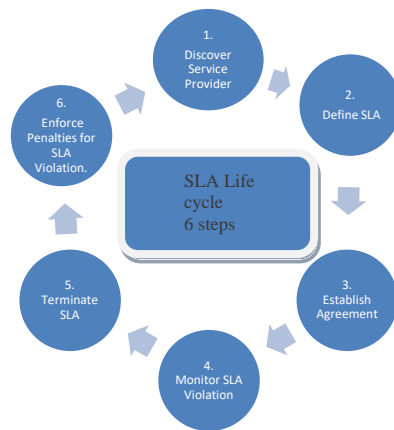 1.
Discover
Service
Provider
2.
Define SLA
3.
Establish
Agreement
4.
Monitor SLA
Violation
5.
Terminate
SLA
6.
Enforce
Penalties for
SLA
Violation.
SLA Life
cycle
6 steps